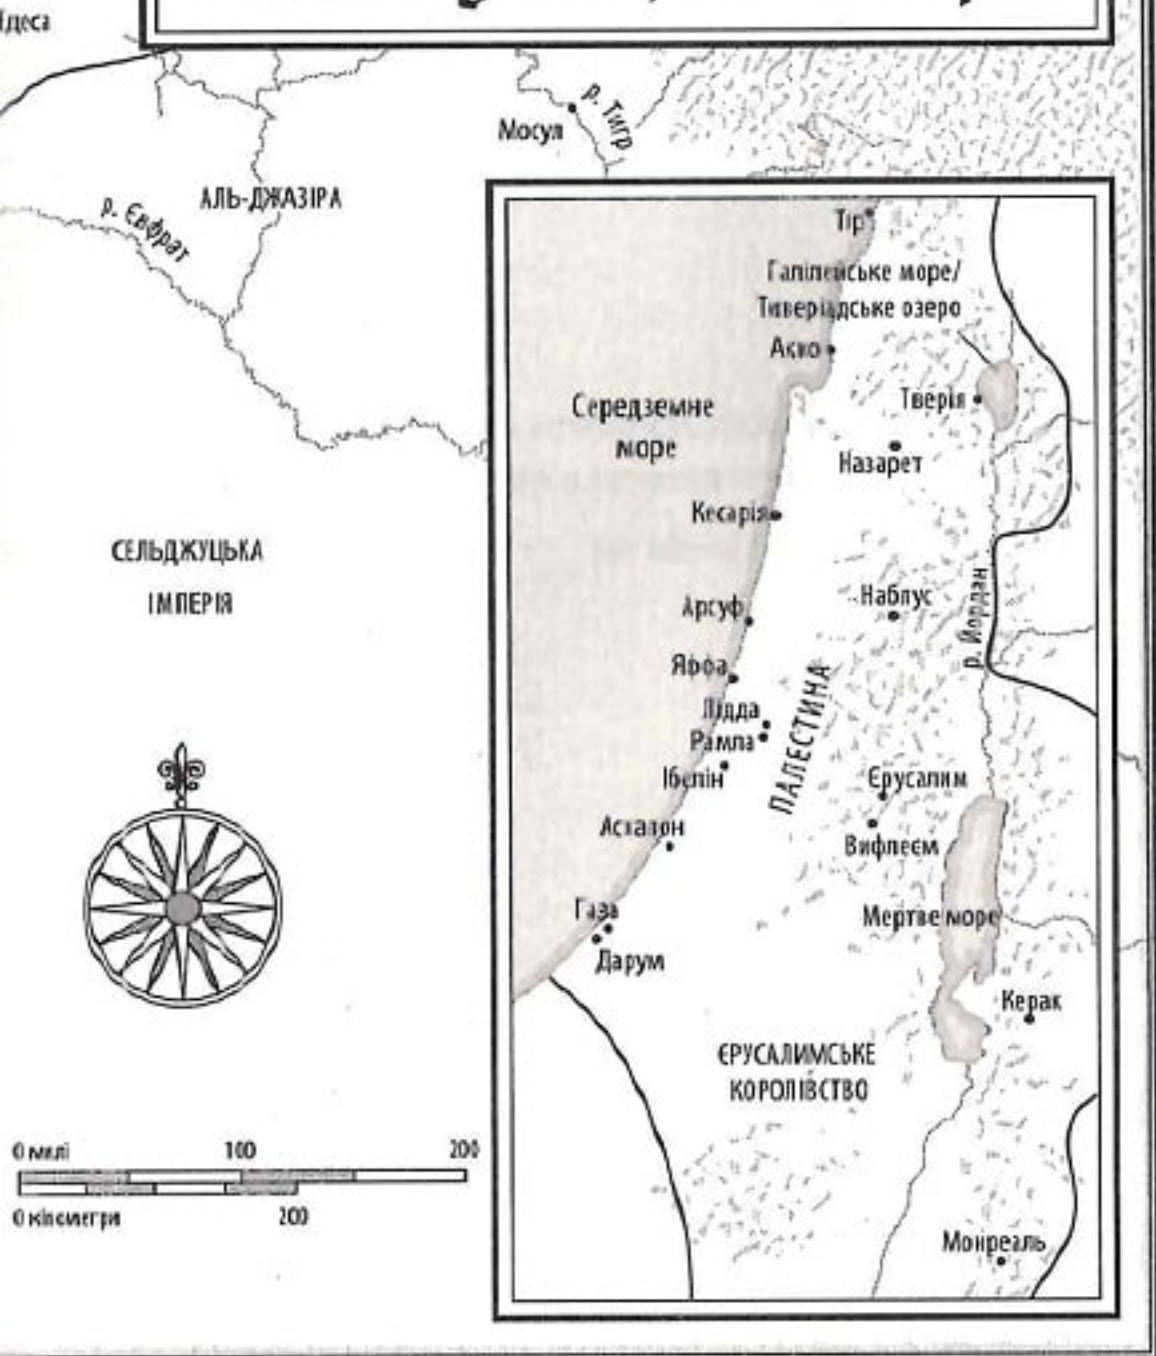 р. Тигр
Мосул
АЛЬ-ДЖАЗІРА
р. Євфрат
СЕЛЬДЖУЦЬКА
ІМПЕРІЯ
0 милі 100 200
0 кілометри 200
Тір
Галілейське море/
Тиверіадське озеро
Акко
Середземне
море
Тверія
Назарет
Кесарія
Арсуф
Наблус
р. Йордан
Яффа
Лідда
Рамла
ПАЛЕСТИНА
Ібелін
Єрусалим
Аскалон
Вифлеєм
Газа
Мертве море
Дарум
Керак
ЄРУСАЛИМСЬКЕ
КОРОЛІВСТВО
Монреаль